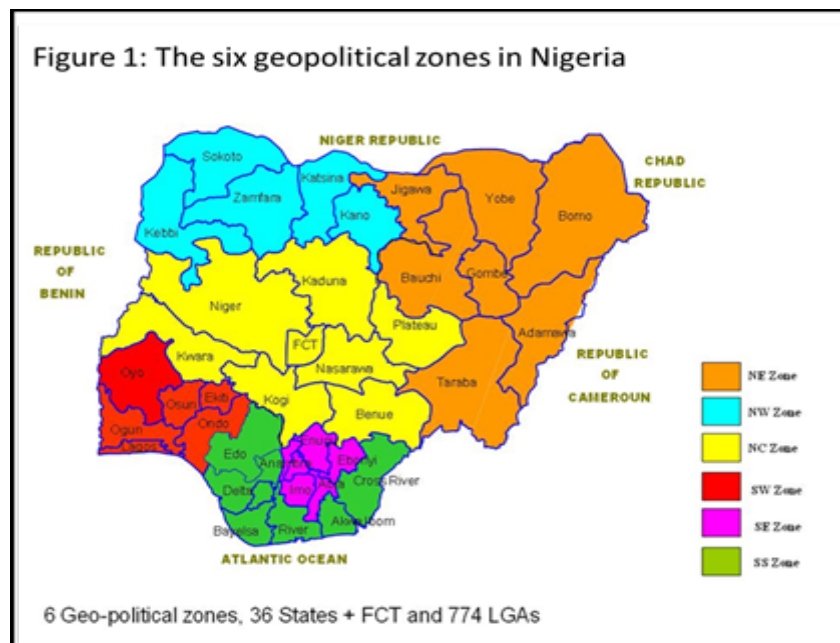 Figure 1: The six geopolitical zones in Nigeria
NIGER REPUBLIC
CHAD
REPUBLIC
Sokoto
Katsina
Jigawa
Yobe
Borno
Zamfara
Kano
Kebbi
REPUBLIC
OF
BENIN
Bauchi
Gombe
Kaduna
Niger
Plateau
Adamawa
FCT
Kwara
Nasarawa
Taraba
REPUBLIC
OF
CAMEROUN
Oyo
Osun
Ekiti
Kogi
Benue
Ogun
Ondo
Lagos
Edo
Enugu
Anambra
Ebonyi
Imo
Abia
Cross River
Delta
Bayelsa
River
Akwa Ibom
ATLANTIC OCEAN
NE Zone
NW Zone
NC Zone
SW Zone
SE Zone
SS Zone
6 Geo-political zones, 36 States + FCT and 774 LGAs